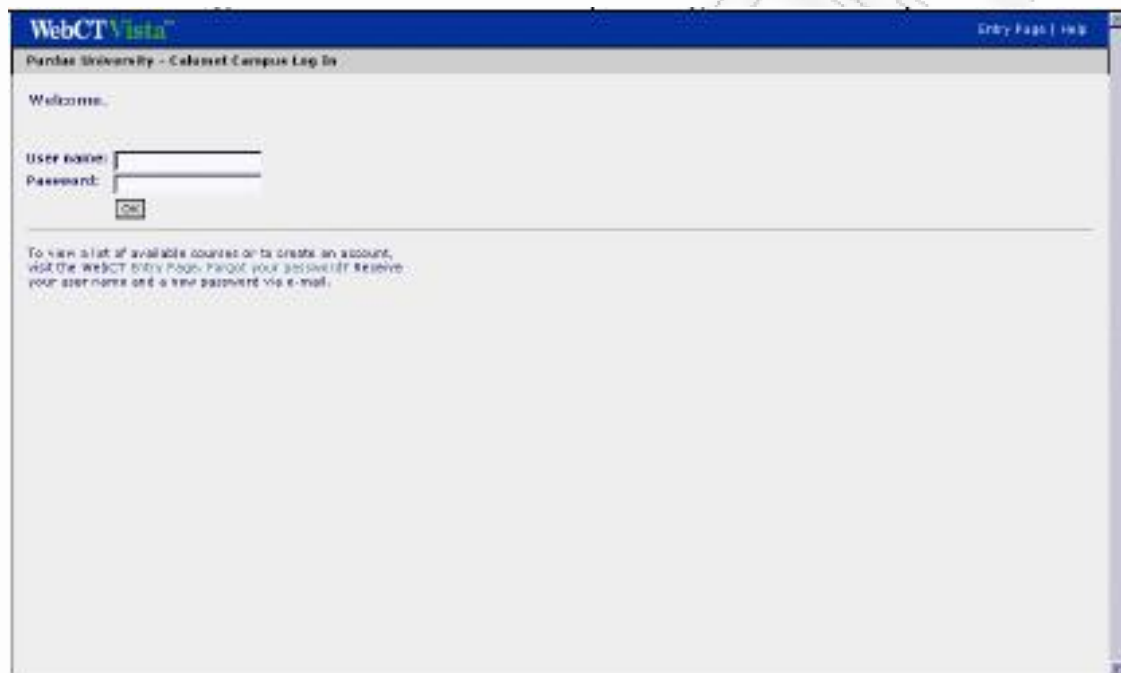 WebCT Vista™
Entry Page | Help
Purdue University - Calumet Campus Log In
Welcome.
User name:
Password:
OK
To view a list of available courses or to create an account,
visit the WebCT Entry Page. Forgot your password? Receive
your user name and a new password via e-mail.